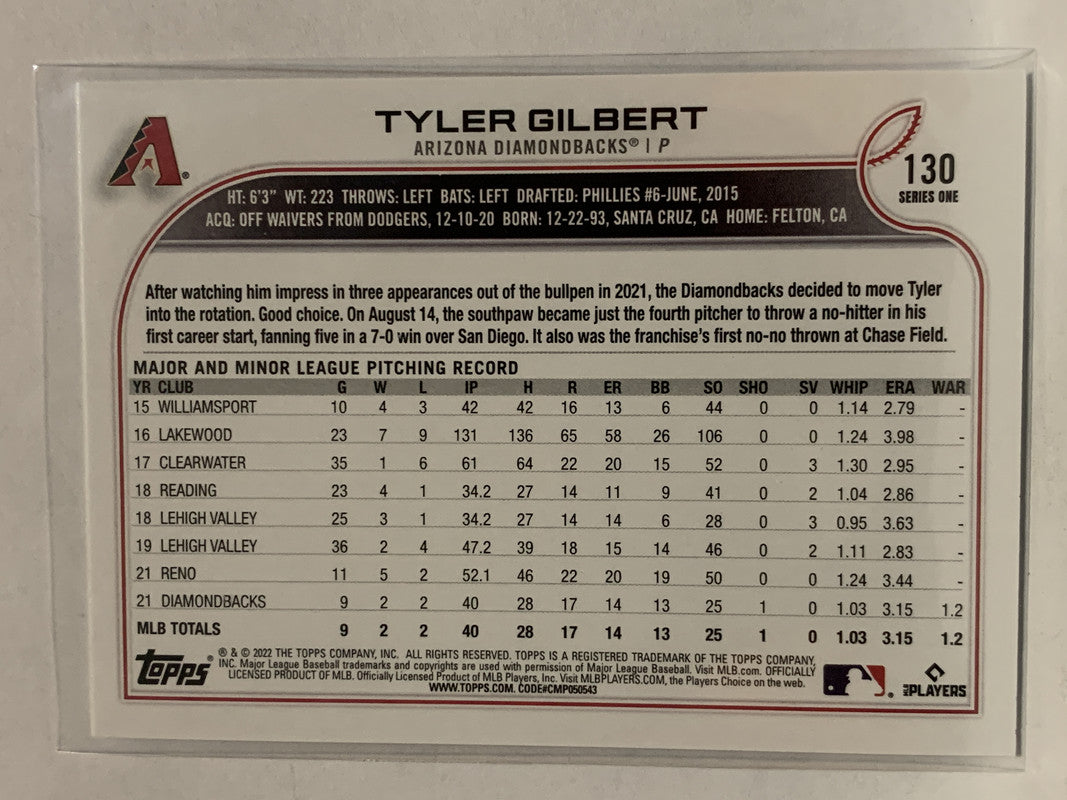 TYLER GILBERT
ARIZONA DIAMONDBACKS® | P
130
SERIES ONE
HT: 6'3" WT: 223 THROWS: LEFT BATS: LEFT DRAFTED: PHILLIES #6-JUNE, 2015
ACQ: OFF WAIVERS FROM DODGERS, 12-10-20 BORN: 12-22-93, SANTA CRUZ, CA HOME: FELTON, CA
After watching him impress in three appearances out of the bullpen in 2021, the Diamondbacks decided to move Tyler
into the rotation. Good choice. On August 14, the southpaw became just the fourth pitcher to throw a no-hitter in his
first career start, fanning five in a 7-0 win over San Diego. It also was the franchise's first no-no thrown at Chase Field.
MAJOR AND MINOR LEAGUE PITCHING RECORD
YR CLUB G W L IP H R ER BB SO SHO SV WHIP ERA WAR
15 WILLIAMSPORT 10 4 3 42 42 16 13 6 44 0 0 1.14 2.79 -
16 LAKEWOOD 23 7 9 131 136 65 58 26 106 0 0 1.24 3.98 -
17 CLEARWATER 35 1 6 61 64 22 20 15 52 0 3 1.30 2.95 -
18 READING 23 4 1 34.2 27 14 11 9 41 0 2 1.04 2.86 -
18 LEHIGH VALLEY 25 3 1 34.2 27 14 14 6 28 0 3 0.95 3.63 -
19 LEHIGH VALLEY 36 2 4 47.2 39 18 15 14 46 0 2 1.11 2.83 -
21 RENO 11 5 2 52.1 46 22 20 19 50 0 0 1.24 3.44 -
21 DIAMONDBACKS 9 2 2 40 28 17 14 13 25 1 0 1.03 3.15 1.2
MLB TOTALS 9 2 2 40 28 17 14 13 25 1 0 1.03 3.15 1.2
topps®
® & © 2022 THE TOPPS COMPANY, INC. ALL RIGHTS RESERVED. TOPPS IS A REGISTERED TRADEMARK OF THE TOPPS COMPANY,
INC. Major League Baseball trademarks and copyrights are used with permission of Major League Baseball. Visit MLB.com. OFFICIALLY
LICENSED PRODUCT OF MLB. Officially Licensed Product of MLB Players, Inc. Visit MLBPLAYERS.COM, the Players Choice on the web.
WWW.TOPPS.COM. CODE#CMP050543
MLB PLAYERS